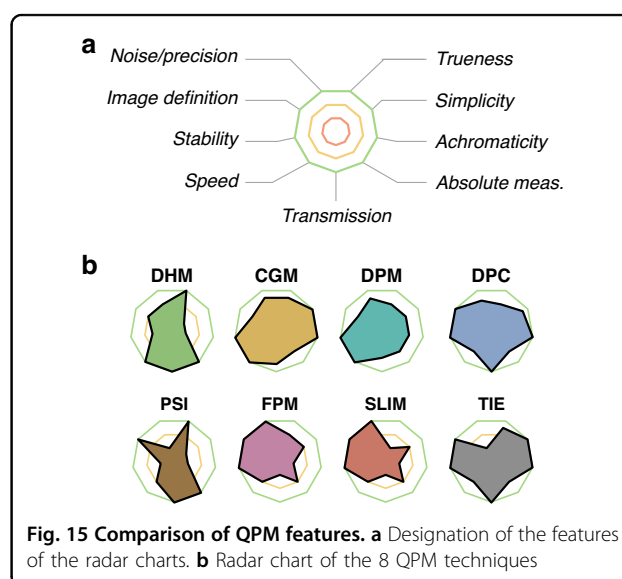 a
Noise/precision
Trueness
Image definition
Simplicity
Stability
Achromaticity
Speed
Absolute meas.
Transmission
b
DHM CGM DPM DPC
PSI FPM SLIM TIE
Fig. 15 Comparison of QPM features. a Designation of the features
of the radar charts. b Radar chart of the 8 QPM techniques